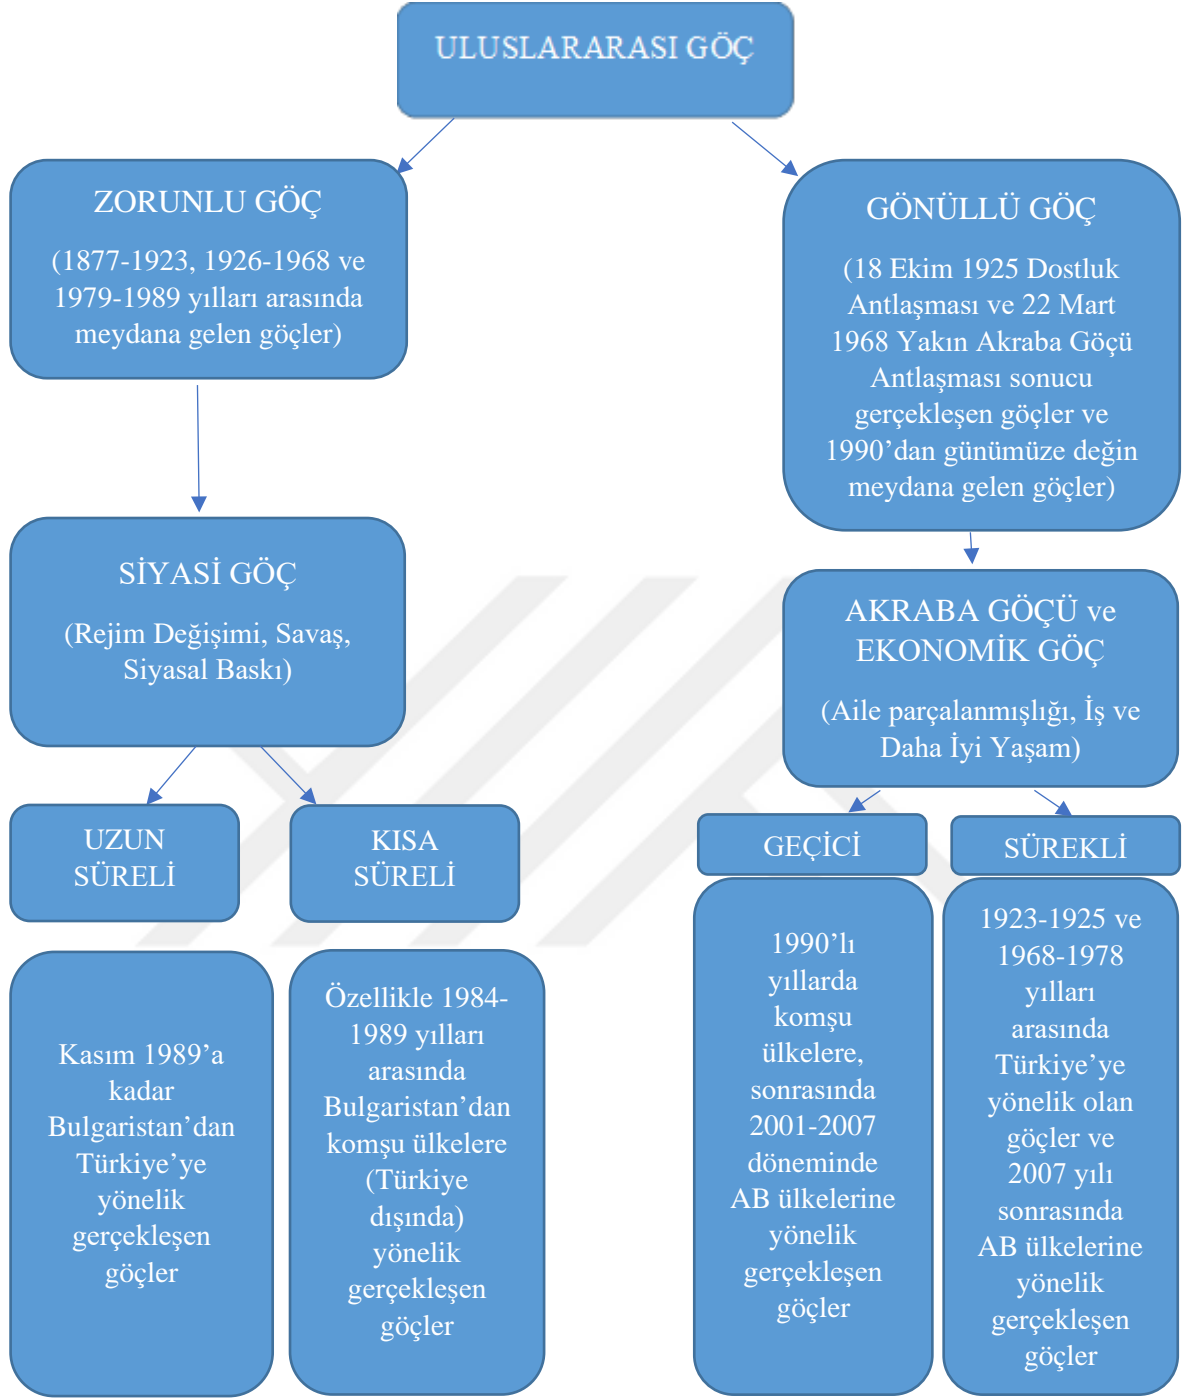 ULUSLARARASI GÖÇ
ZORUNLU GÖÇ
(1877-1923, 1926-1968 ve
1979-1989 yılları arasında
meydana gelen göçler)
GÖNÜLLÜ GÖÇ
(18 Ekim 1925 Dostluk
Antlaşması ve 22 Mart
1968 Yakın Akraba Göçü
Antlaşması sonucu
gerçekleşen göçler ve
1990’dan günümüze değin
meydana gelen göçler)
SİYASİ GÖÇ
(Rejim Değişimi, Savaş,
Siyasal Baskı)
AKRABA GÖÇÜ ve
EKONOMİK GÖÇ
(Aile parçalanmışlığı, İş ve
Daha İyi Yaşam)
UZUN
SÜRELİ
KISA
SÜRELİ
GEÇİCİ
SÜREKLİ
Kasım 1989’a
kadar
Bulgaristan’dan
Türkiye’ye
yönelik
gerçekleşen
göçler
Özellikle 1984-
1989 yılları
arasında
Bulgaristan’dan
komşu ülkelere
(Türkiye
dışında)
yönelik
gerçekleşen
göçler
1990’lı
yıllarda
komşu
ülkelere,
sonrasında
2001-2007
döneminde
AB ülkelerine
yönelik
gerçekleşen
göçler
1923-1925 ve
1968-1978
yılları
arasında
Türkiye’ye
yönelik olan
göçler ve
2007 yılı
sonrasında
AB ülkelerine
yönelik
gerçekleşen
göçler